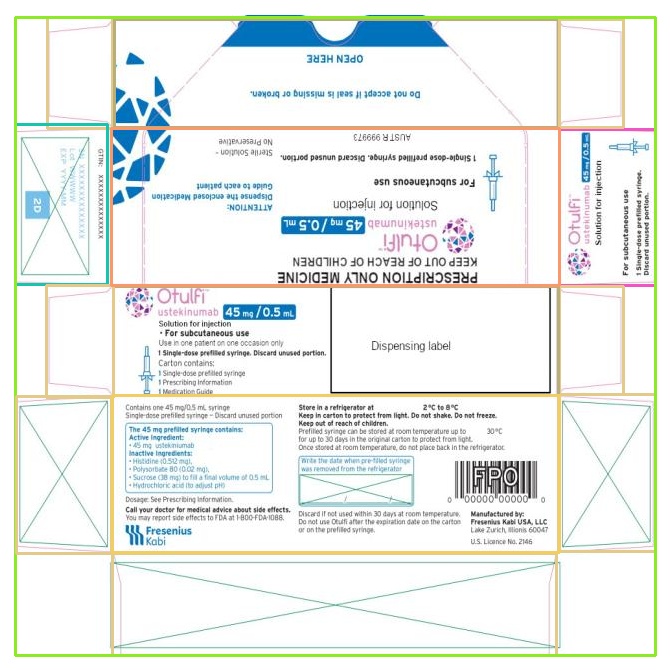 OPEN HERE
Do not accept if seal is missing or broken.
PRESCRIPTION ONLY MEDICINE
KEEP OUT OF REACH OF CHILDREN
Otulfi™
ustekinumab 45 mg / 0.5 mL
Solution for injection
For subcutaneous use
1 Single-dose prefilled syringe. Discard unused portion.
AUST R 999973
ATTENTION:
Dispense the enclosed Medication
Guide to each patient
Sterile Solution -
No Preservative
GTIN: XXXXXXXXXXXXXX
2D
Otulfi™
ustekinumab 45 mg / 0.5 mL
Solution for injection
For subcutaneous use
1 Single-dose prefilled syringe.
Discard unused portion.
Otulfi™
ustekinumab 45 mg / 0.5 mL
Solution for injection
• For subcutaneous use
Use in one patient on one occasion only
1 Single-dose prefilled syringe. Discard unused portion.
Carton contains:
1 Single-dose prefilled syringe
1 Prescribing Information
1 Medication Guide
Dispensing label
Contains one 45 mg/0.5 mL syringe
Single-dose prefilled syringe – Discard unused portion
The 45 mg prefilled syringe contains:
Active Ingredient:
• 45 mg ustekiniumab
Inactive Ingredients:
• Histidine (0.512 mg),
• Polysorbate 80 (0.02 mg),
• Sucrose (38 mg) to fill a final volume of 0.5 mL
• Hydrochloric acid (to adjust pH)
Dosage: See Prescribing Information.
Call your doctor for medical advice about side effects.
You may report side effects to FDA at 1-800-FDA-1088.
Fresenius
Kabi
Store in a refrigerator at 2°C to 8°C
Keep in carton to protect from light. Do not shake. Do not freeze.
Keep out of reach of children.
Prefilled syringe can be stored at room temperature up to 30°C
for up to 30 days in the original carton to protect from light.
Once stored at room temperature, do not place back in the refrigerator.
Write the date when pre-filled syringe
was removed from the refrigerator
/ /
Discard if not used within 30 days at room temperature.
Do not use Otulfi after the expiration date on the carton
or on the prefilled syringe.
FPO
0 00000 00000 0
Manufactured by:
Fresenius Kabi USA, LLC
Lake Zurich, Illinois 60047
U.S. Licence No. 2146